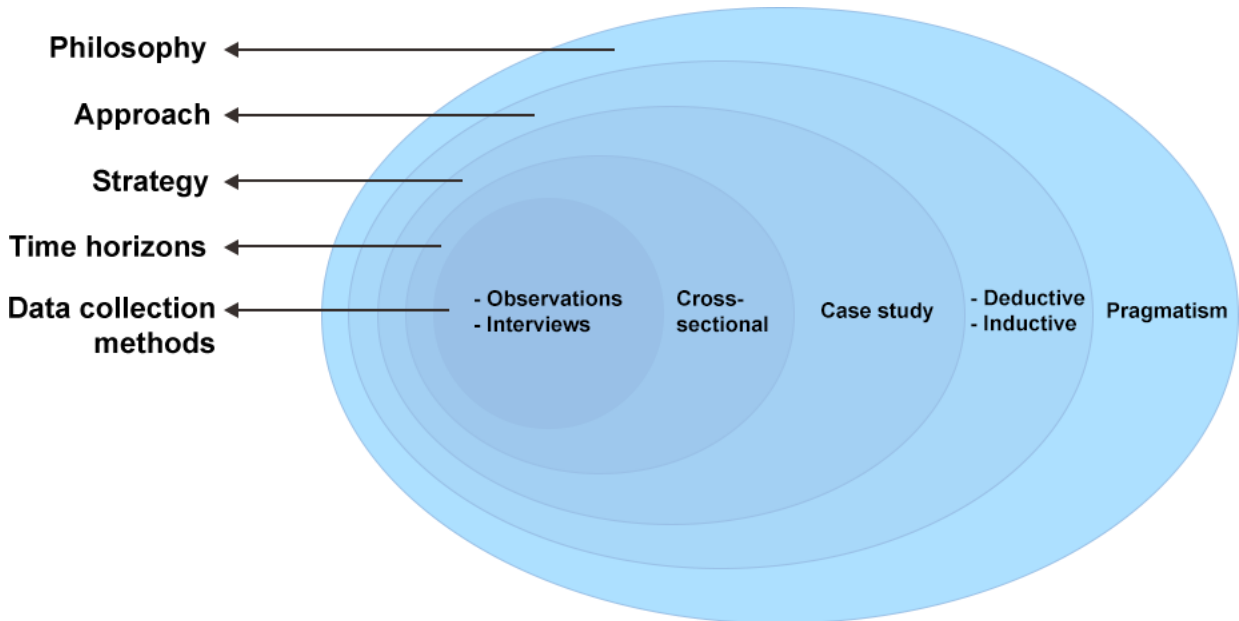 Philosophy
Approach
Strategy
Time horizons
Data collection
methods
- Observations
- Interviews
Cross-
sectional
Case study
- Deductive
- Inductive
Pragmatism